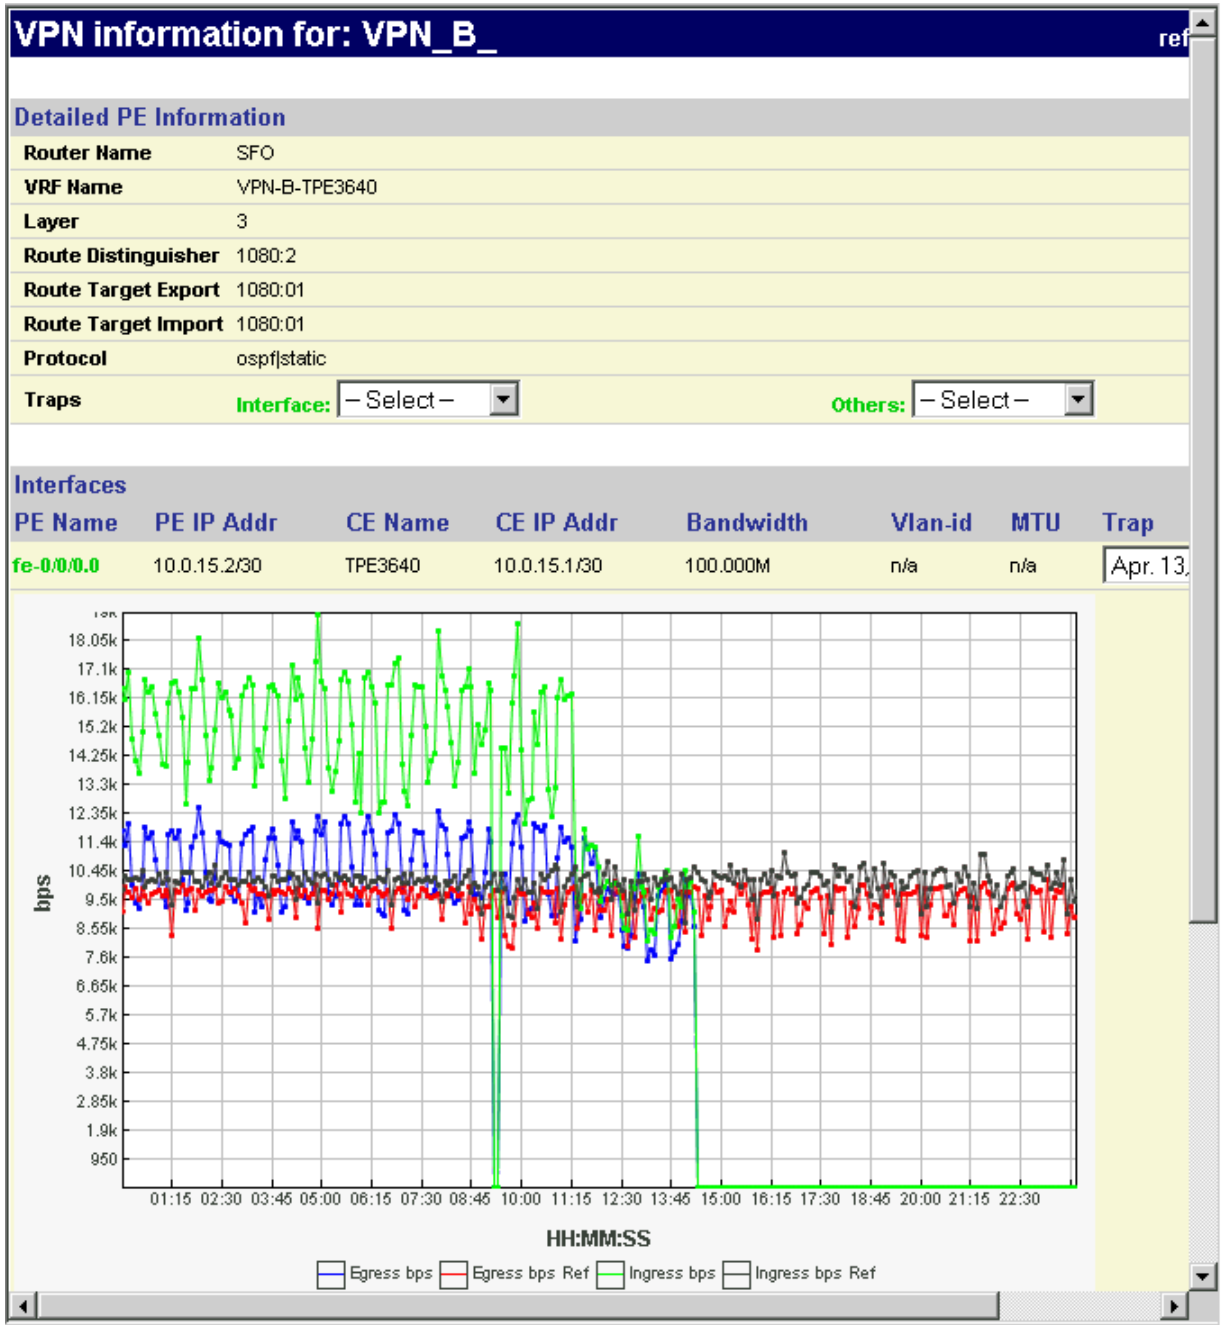 VPN information for: VPN_B_ ref
Detailed PE Information
Router Name SFO
VRF Name VPN-B-TPE3640
Layer 3
Route Distinguisher 1080:2
Route Target Export 1080:01
Route Target Import 1080:01
Protocol ospf|static
Traps Interface: – Select – Others: – Select –
Interfaces
PE Name PE IP Addr CE Name CE IP Addr Bandwidth Vlan-id MTU Trap
fe-0/0/0.0 10.0.15.2/30 TPE3640 10.0.15.1/30 100.000M n/a n/a Apr. 13,
19k
18.05k
17.1k
16.15k
15.2k
14.25k
13.3k
12.35k
11.4k
10.45k
9.5k
8.55k
7.6k
6.65k
5.7k
4.75k
3.8k
2.85k
1.9k
950
bps
01:15 02:30 03:45 05:00 06:15 07:30 08:45 10:00 11:15 12:30 13:45 15:00 16:15 17:30 18:45 20:00 21:15 22:30
HH:MM:SS
Egress bps Egress bps Ref Ingress bps Ingress bps Ref